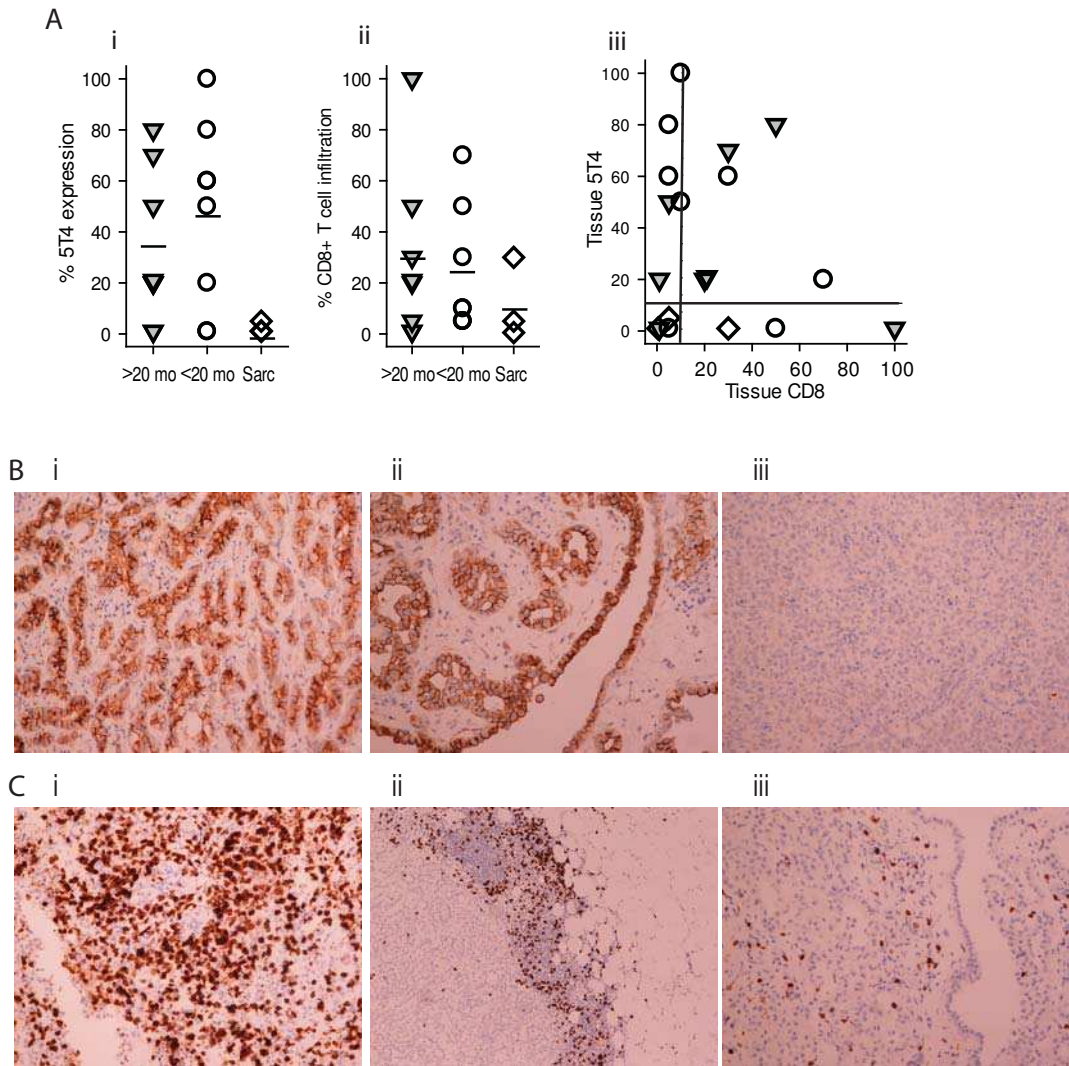 A
i
ii
iii
% 5T4 expression
100
80
60
40
20
0
>20 mo <20 mo Sarc
% CD8+ T cell infiltration
100
80
60
40
20
0
>20 mo <20 mo Sarc
Tissue 5T4
100
80
60
40
20
0
0 20 40 60 80 100
Tissue CD8
B i ii iii
C i ii iii